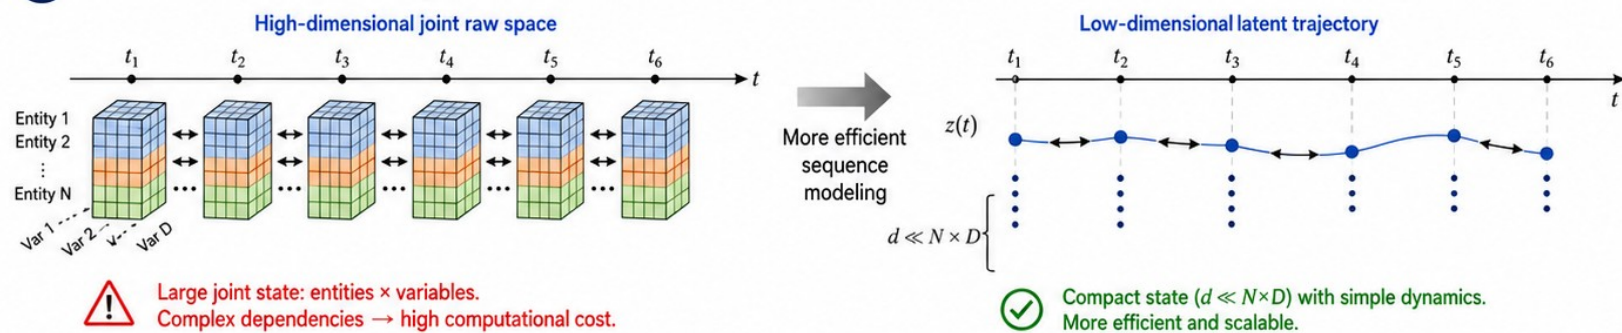 High-dimensional joint raw space
t₁ t₂ t₃ t₄ t₅ t₆ t
Entity 1
Entity 2
⋮
Entity N
Var 1 Var 2 Var D
... ... ... ... ...
Large joint state: entities × variables.
Complex dependencies → high computational cost.
More efficient
sequence
modeling
Low-dimensional latent trajectory
t₁ t₂ t₃ t₄ t₅ t₆
t
z(t)
d ≪ N × D
Compact state (d ≪ N×D) with simple dynamics.
More efficient and scalable.